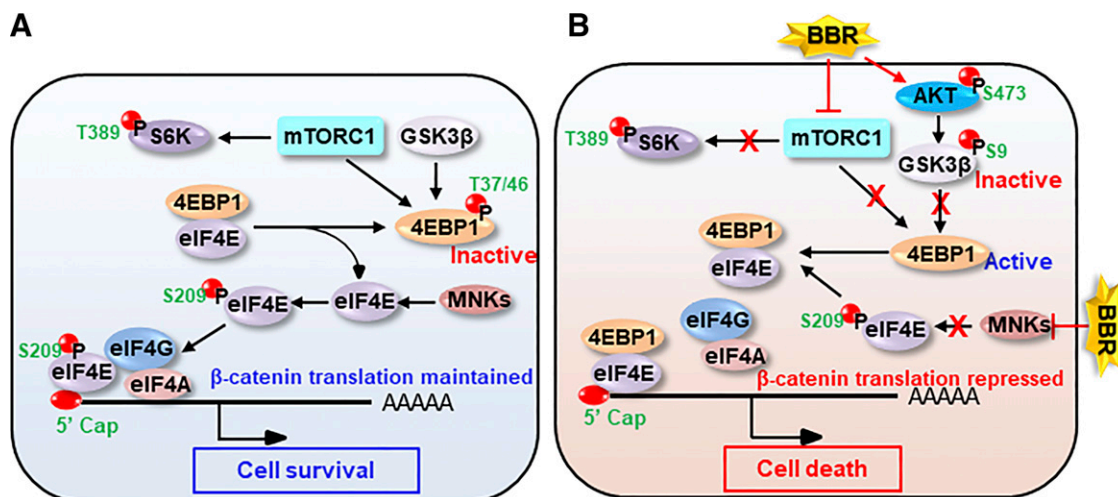 A
T389
P
S6K
mTORC1
GSK3β
T37/46
P
4EBP1
4EBP1
eIF4E
Inactive
S209
P
eIF4E
eIF4E
MNKs
S209
P
eIF4E
eIF4G
eIF4A
β-catenin translation maintained
AAAAA
5' Cap
Cell survival
B
BBR
AKT
P
S473
T389
P
S6K
X
mTORC1
P
S9
GSK3β
Inactive
X
X
4EBP1
eIF4E
4EBP1
Active
S209
P
eIF4E
X
MNKs
BBR
4EBP1
eIF4E
eIF4G
eIF4A
β-catenin translation repressed
AAAAA
5' Cap
Cell death